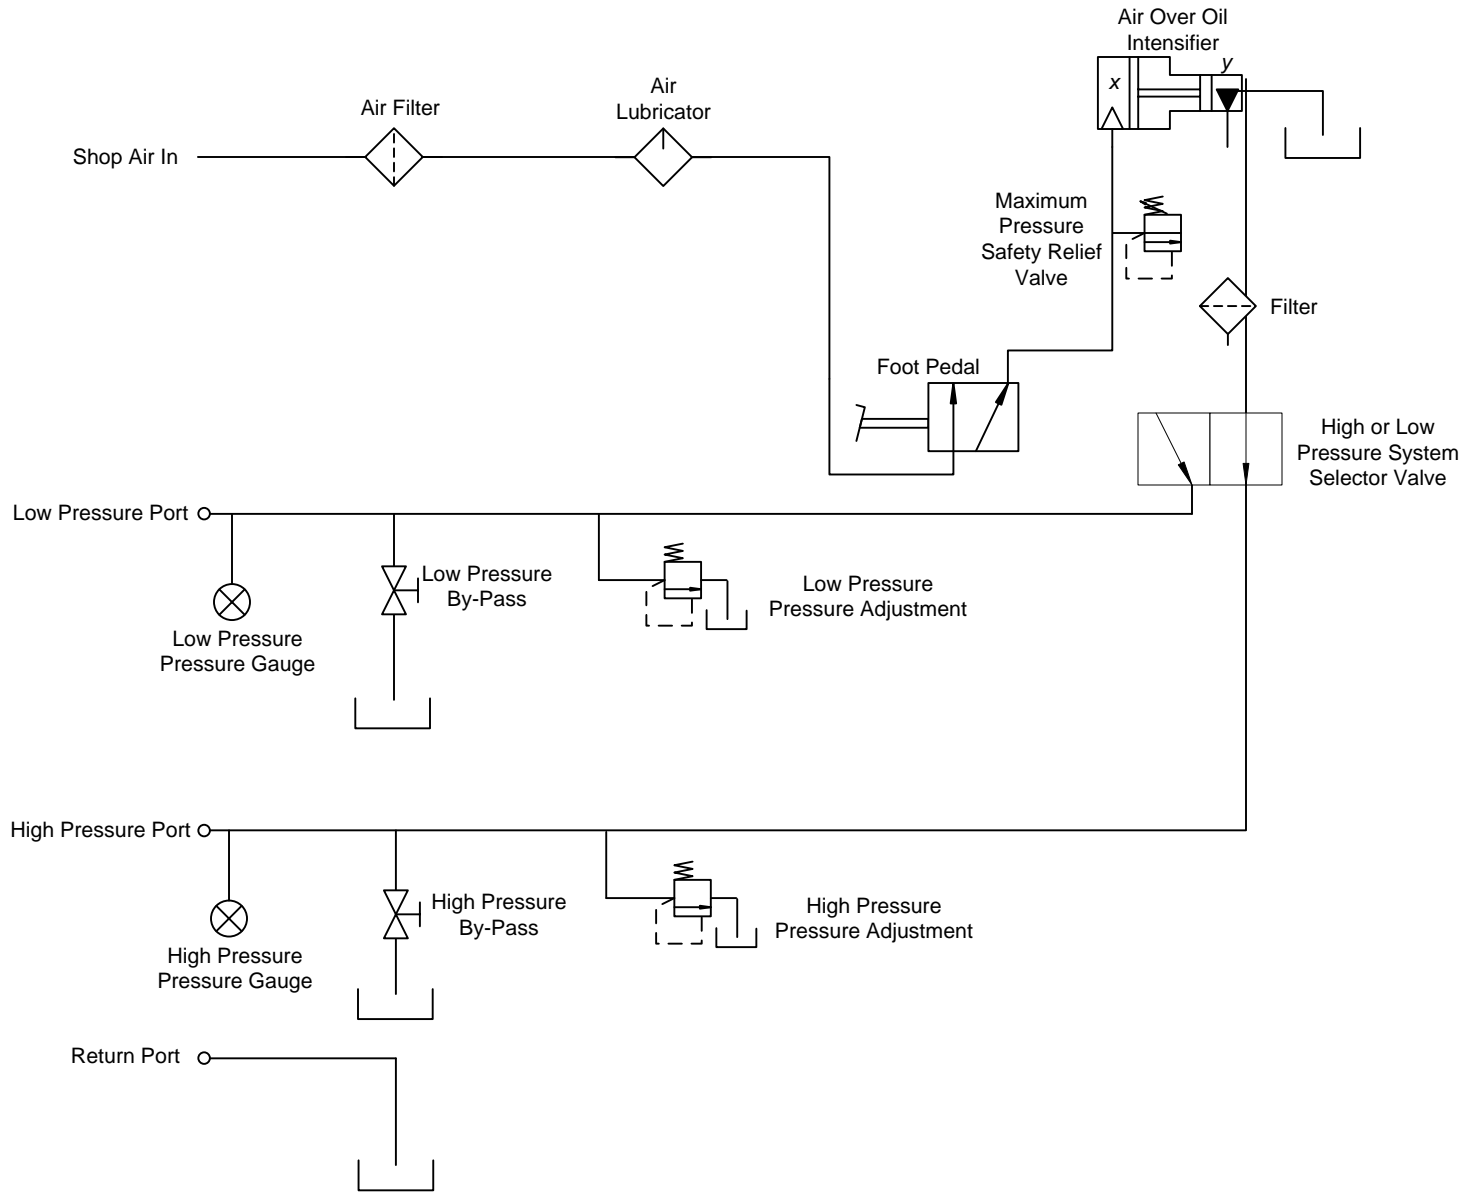 Air Over Oil
Intensifier
y
x
Air
Lubricator
Air Filter
Shop Air In
Maximum
Pressure
Safety Relief
Valve
Filter
Foot Pedal
High or Low
Pressure System
Selector Valve
Low Pressure Port
Low Pressure
By-Pass
Low Pressure
Pressure Adjustment
Low Pressure
Pressure Gauge
High Pressure Port
High Pressure
By-Pass
High Pressure
Pressure Adjustment
High Pressure
Pressure Gauge
Return Port